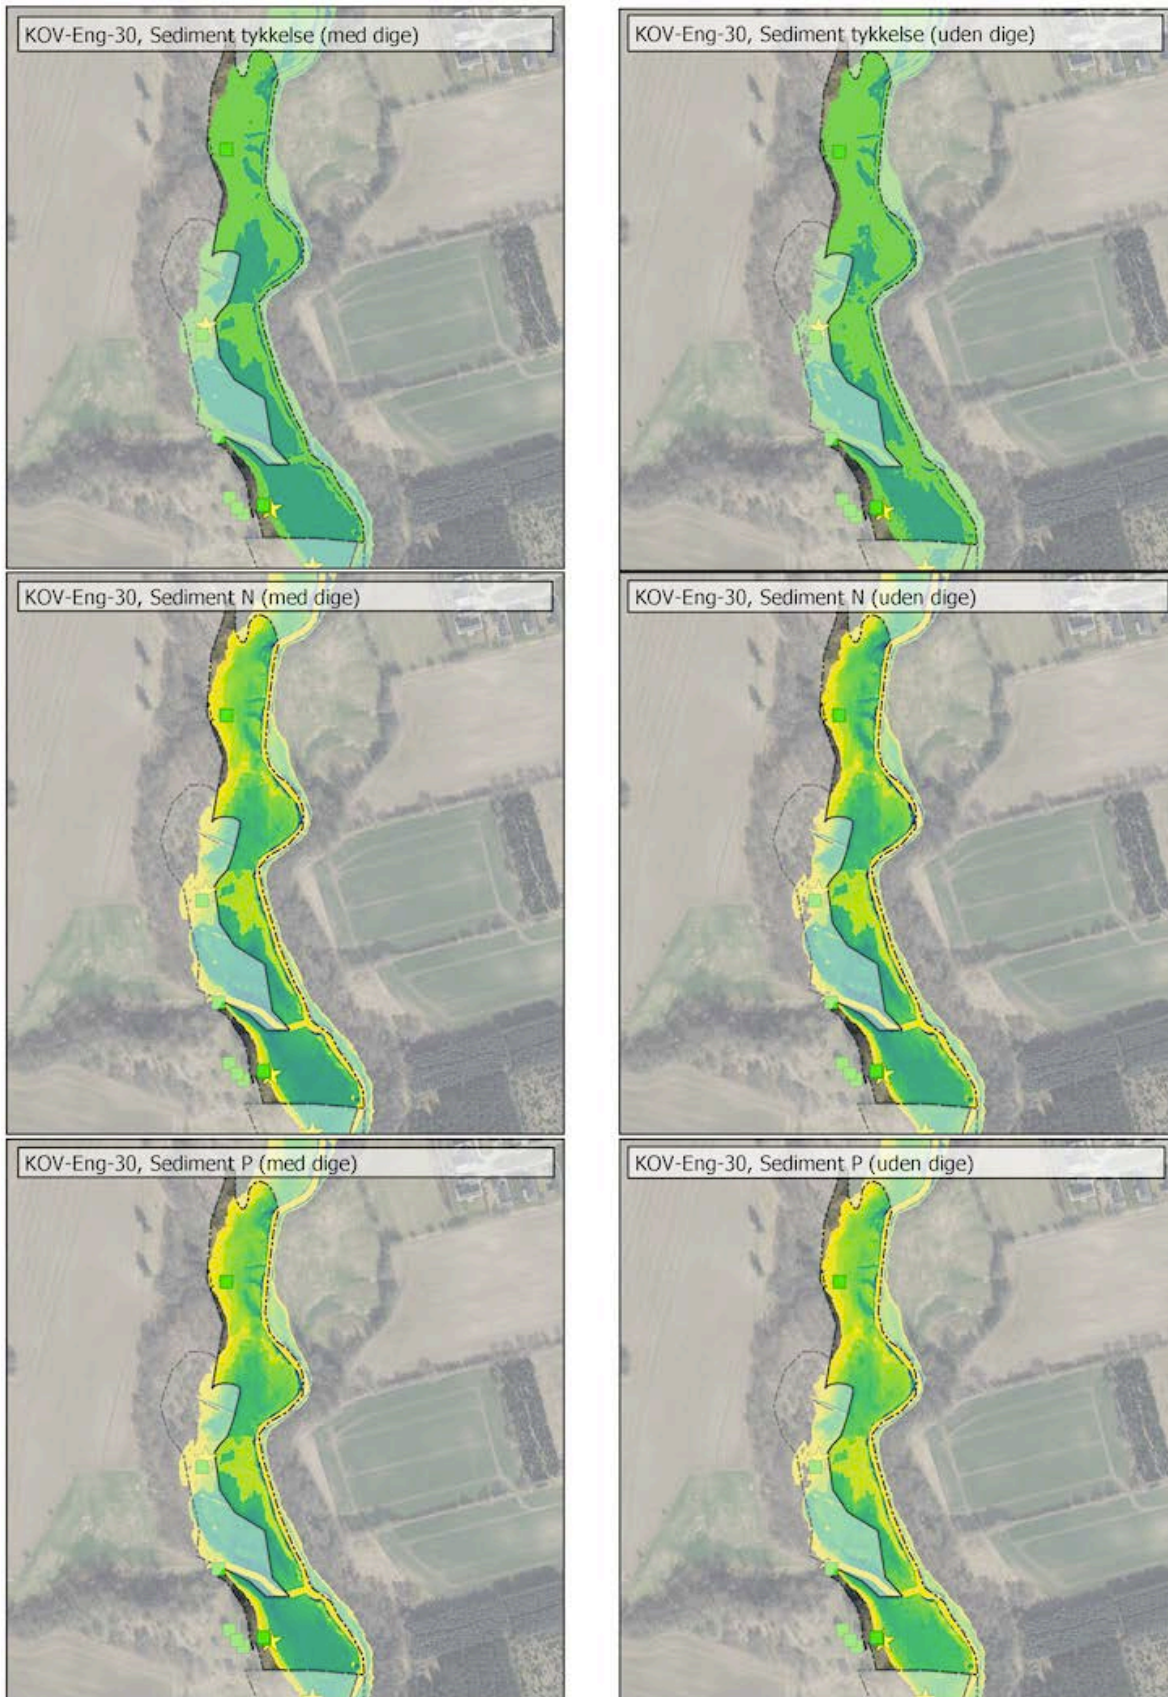 KOV-Eng-30, Sediment tykkelse (med dige)
KOV-Eng-30, Sediment tykkelse (uden dige)
KOV-Eng-30, Sediment N (med dige)
KOV-Eng-30, Sediment N (uden dige)
KOV-Eng-30, Sediment P (med dige)
KOV-Eng-30, Sediment P (uden dige)